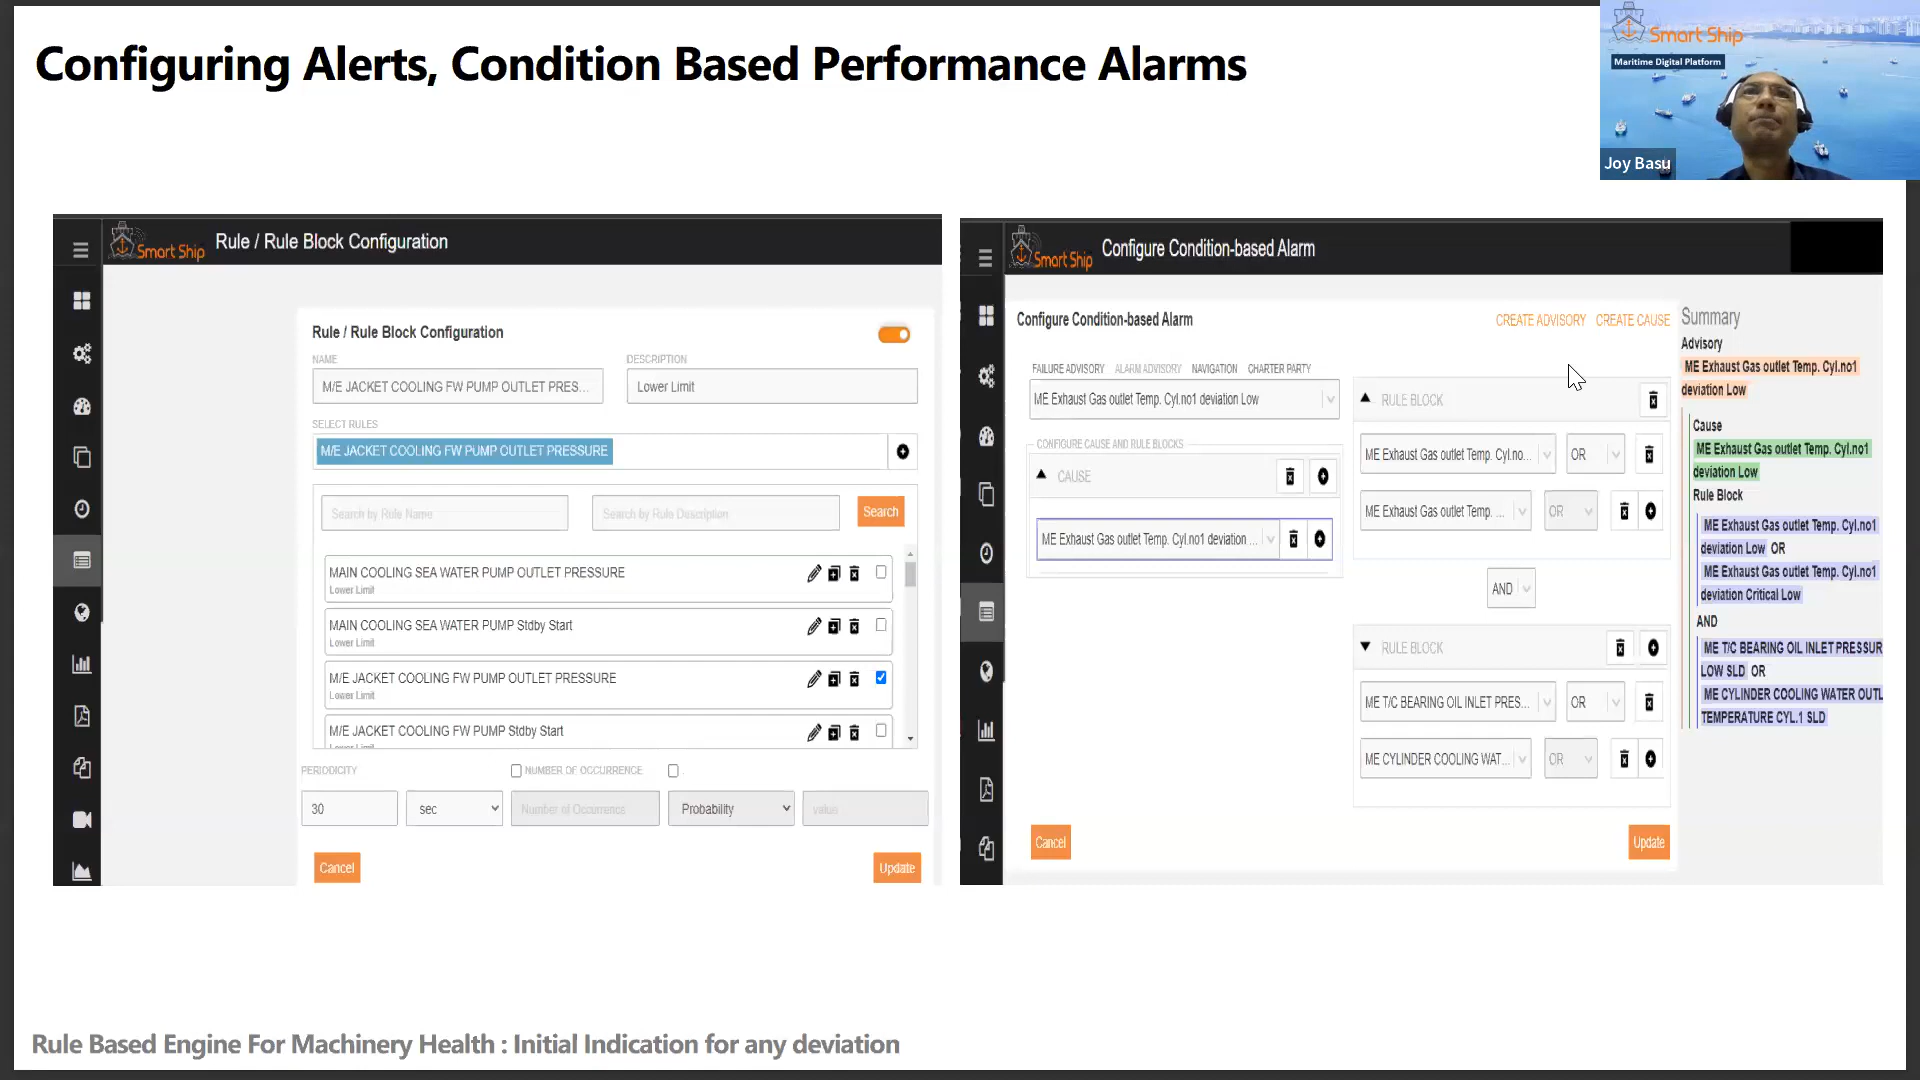 Configuring Alerts, Condition Based Performance Alarms
Smart Ship
Maritime Digital Platform
Joy Basu
Smart Ship
Rule / Rule Block Configuration
Rule / Rule Block Configuration
NAME
DESCRIPTION
M/E JACKET COOLING FW PUMP OUTLET PRES...
Lower Limit
SELECT RULES
M/E JACKET COOLING FW PUMP OUTLET PRESSURE
Search by Rule Name
Search by Rule Description
Search
MAIN COOLING SEA WATER PUMP OUTLET PRESSURE
Lower Limit
MAIN COOLING SEA WATER PUMP Stdby Start
Lower Limit
M/E JACKET COOLING FW PUMP OUTLET PRESSURE
Lower Limit
M/E JACKET COOLING FW PUMP Stdby Start
Lower Limit
PERIODICITY
NUMBER OF OCCURRENCE
30
sec
Number of Occurrence
Probability
value
Cancel
Update
Smart Ship
Configure Condition-based Alarm
Configure Condition-based Alarm
CREATE ADVISORY
CREATE CAUSE
FAILURE ADVISORY
ALARM ADVISORY
NAVIGATION
CHARTER PARTY
ME Exhaust Gas outlet Temp. Cyl.no1 deviation Low
CONFIGURE CAUSE AND RULE BLOCKS
CAUSE
ME Exhaust Gas outlet Temp. Cyl.no1 deviation ...
RULE BLOCK
ME Exhaust Gas outlet Temp. Cyl.no...
OR
ME Exhaust Gas outlet Temp. ...
OR
AND
RULE BLOCK
ME T/C BEARING OIL INLET PRES...
OR
ME CYLINDER COOLING WAT...
OR
Cancel
Update
Summary
Advisory
ME Exhaust Gas outlet Temp. Cyl.no1
deviation Low
Cause
ME Exhaust Gas outlet Temp. Cyl.no1
deviation Low
Rule Block
ME Exhaust Gas outlet Temp. Cyl.no1
deviation Low OR
ME Exhaust Gas outlet Temp. Cyl.no1
deviation Critical Low
AND
ME T/C BEARING OIL INLET PRESSUR
LOW SLD OR
ME CYLINDER COOLING WATER OUTL
TEMPERATURE CYL.1 SLD
Rule Based Engine For Machinery Health : Initial Indication for any deviation